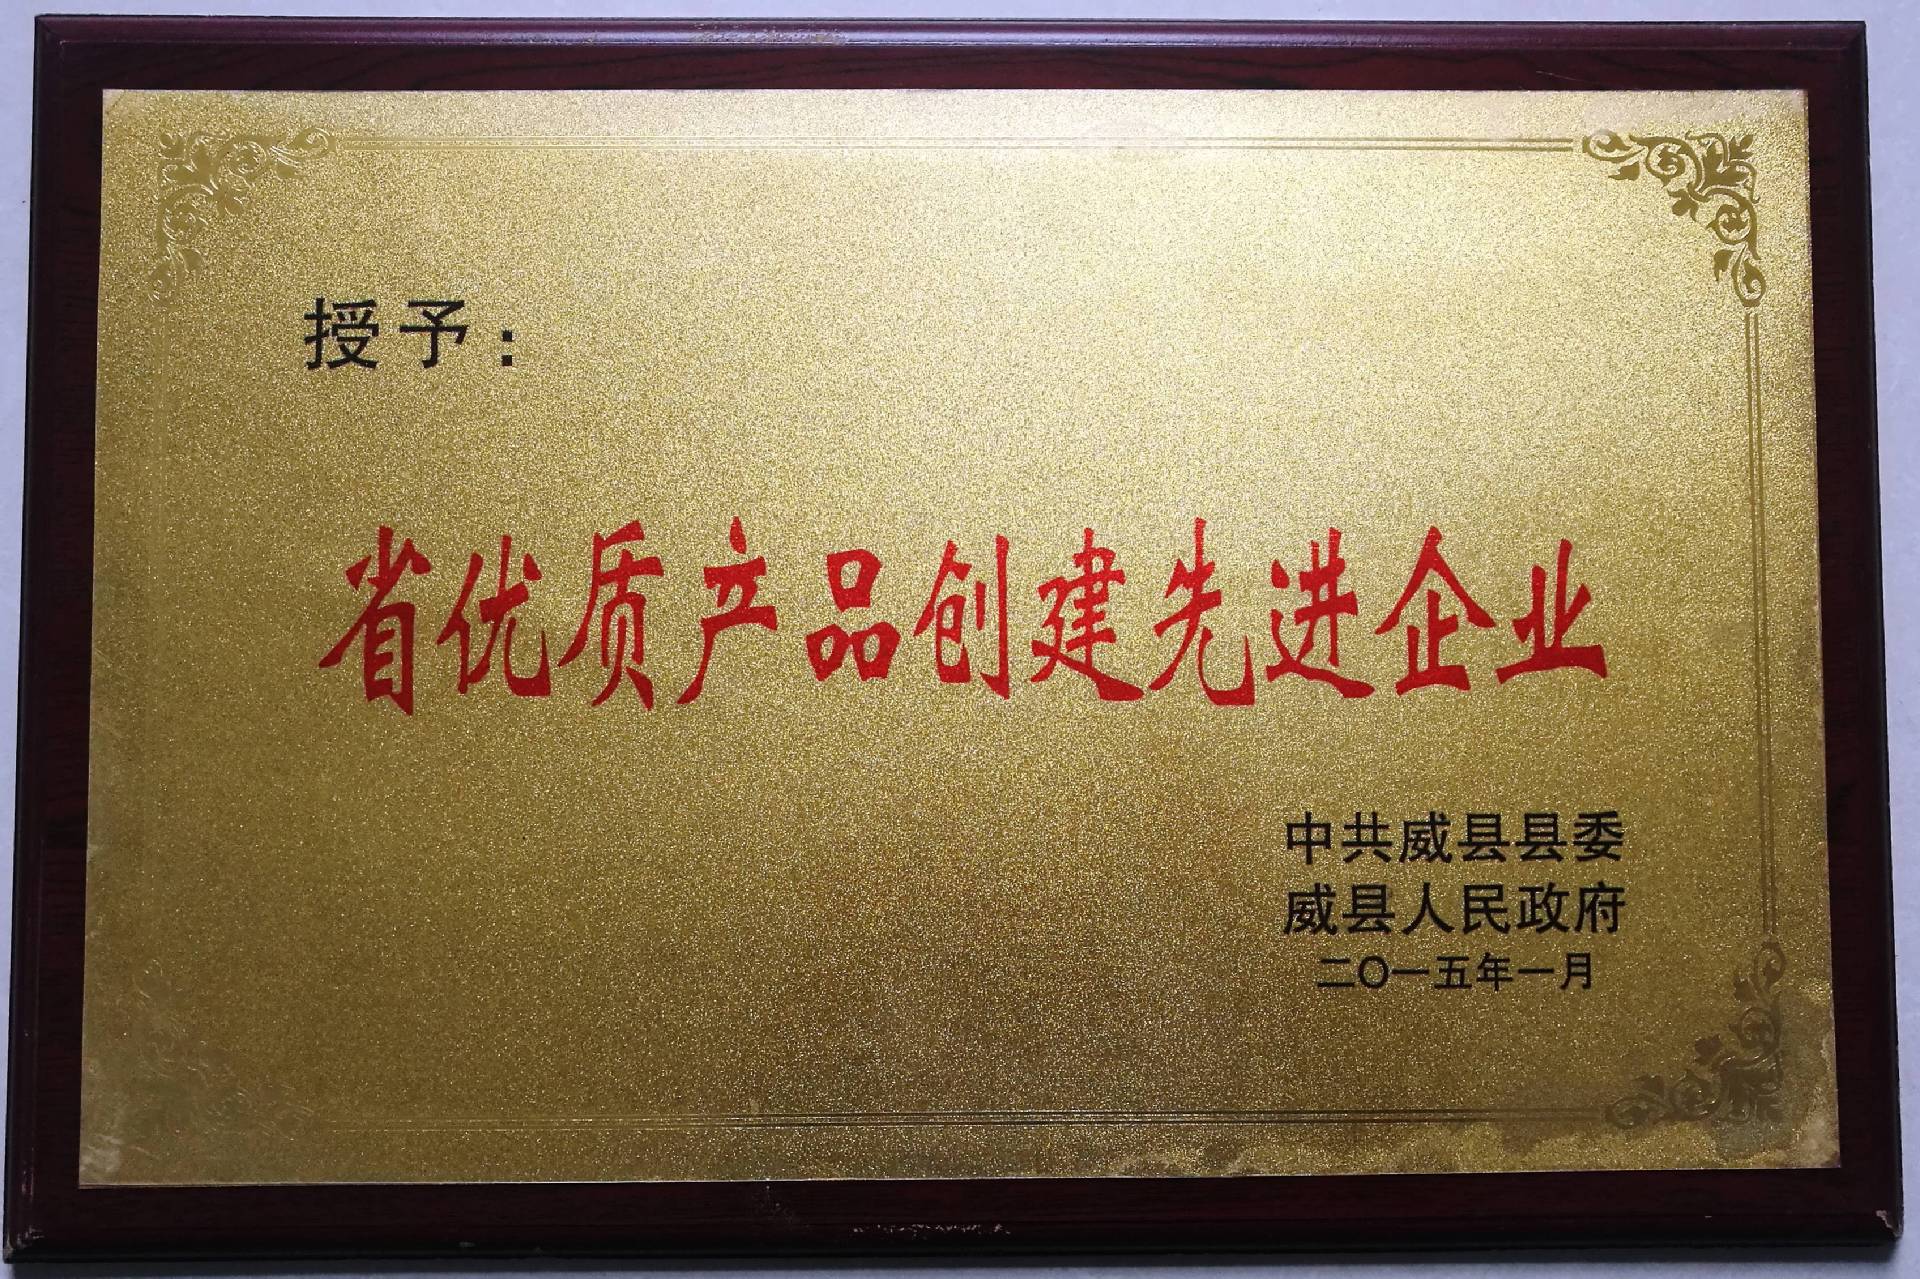 授予：
省优质产品创建先进企业
中共威县县委
威县人民政府
二〇一五年一月